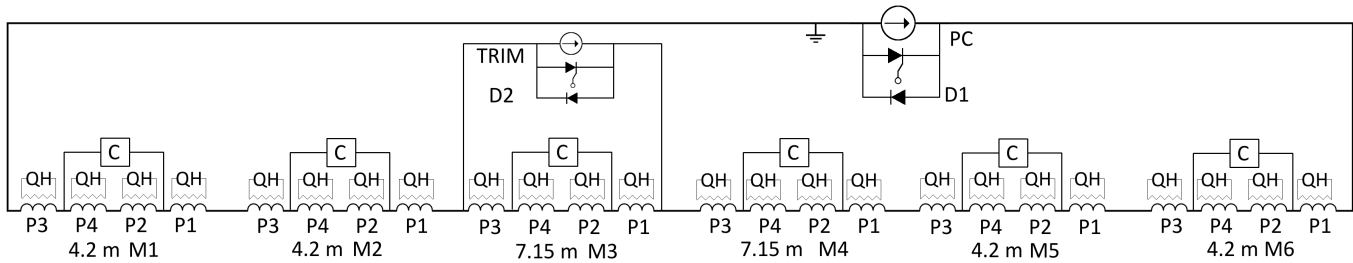 PC
TRIM
D2
D1
C C C C C C
QH QH QH QH QH QH QH QH QH QH QH QH QH QH QH QH QH QH QH QH QH QH QH QH
P3 P4 P2 P1 P3 P4 P2 P1 P3 P4 P2 P1 P3 P4 P2 P1 P3 P4 P2 P1 P3 P4 P2 P1
4.2 m M1 4.2 m M2 7.15 m M3 7.15 m M4 4.2 m M5 4.2 m M6